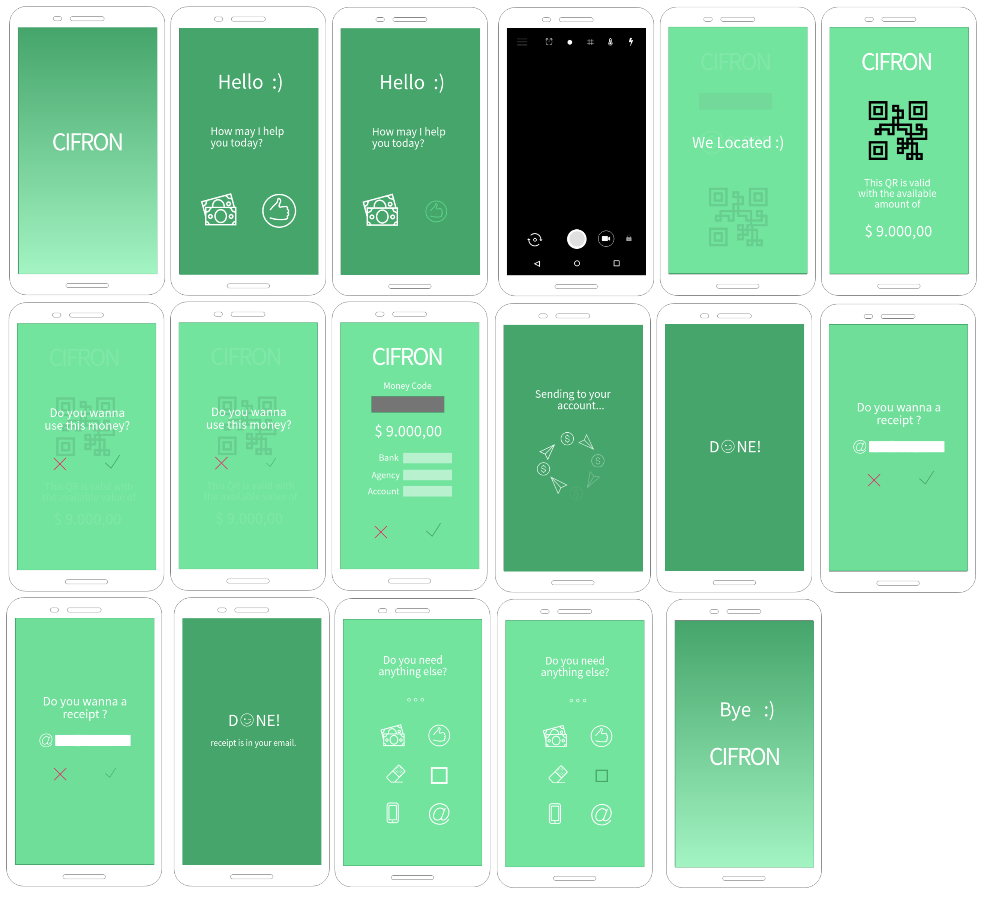 CIFRON
Hello :)
How may I help
you today?
Hello :)
How may I help
you today?
CIFRON
We Located :)
CIFRON
This QR is valid
with the available
amount of
$ 9.000,00
CIFRON
Do you wanna
use this money?
This QR is valid with
the available value of
$ 9.000,00
CIFRON
Do you wanna
use this money?
This QR is valid with
the available value of
$ 9.000,00
CIFRON
Money Code
$ 9.000,00
Bank
Agency
Account
Sending to your
account...
D NE!
Do you wanna a
receipt ?
@
Do you wanna a
receipt ?
@
D NE!
receipt is in your email.
Do you need
anything else?
@
Do you need
anything else?
@
Bye :)
CIFRON